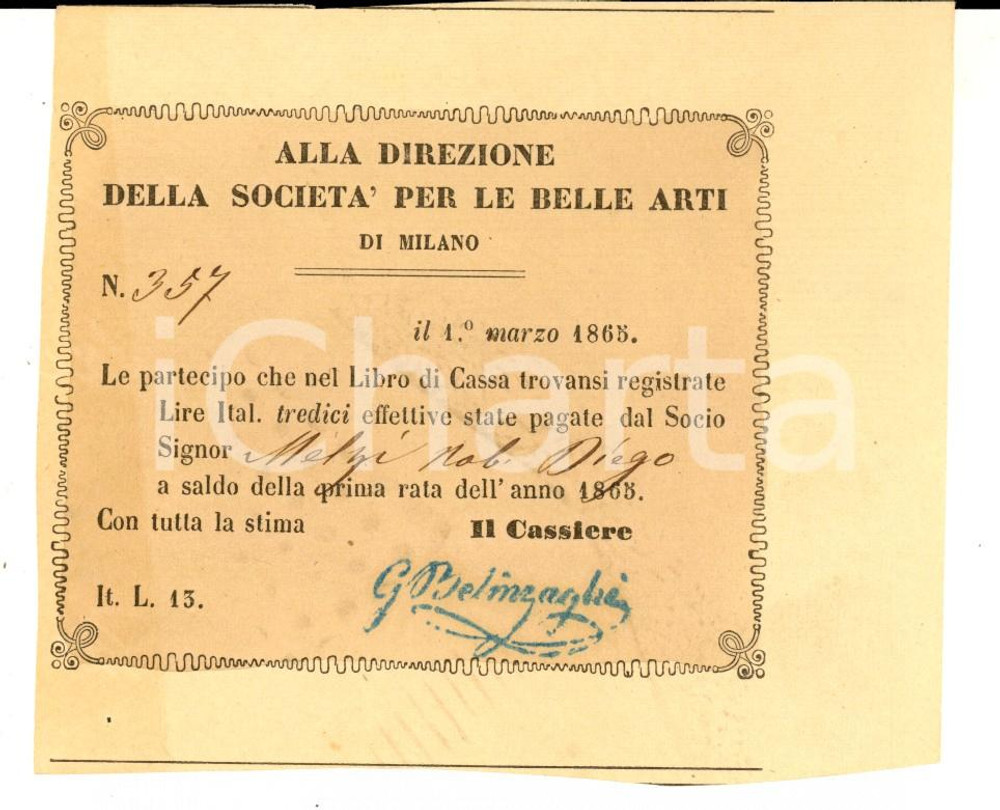 ALLA DIREZIONE
DELLA SOCIETA' PER LE BELLE ARTI
DI MILANO
N. 357
il 1.º marzo 1865.
Le partecipo che nel Libro di Cassa trovansi registrate
Lire Ital. tredici effettive state pagate dal Socio
Signor Melzi Nob. Diego
a saldo della prima rata dell' anno 1865.
Con tutta la stima Il Cassiere
It. L. 13. G Belinzaghi
iCharta